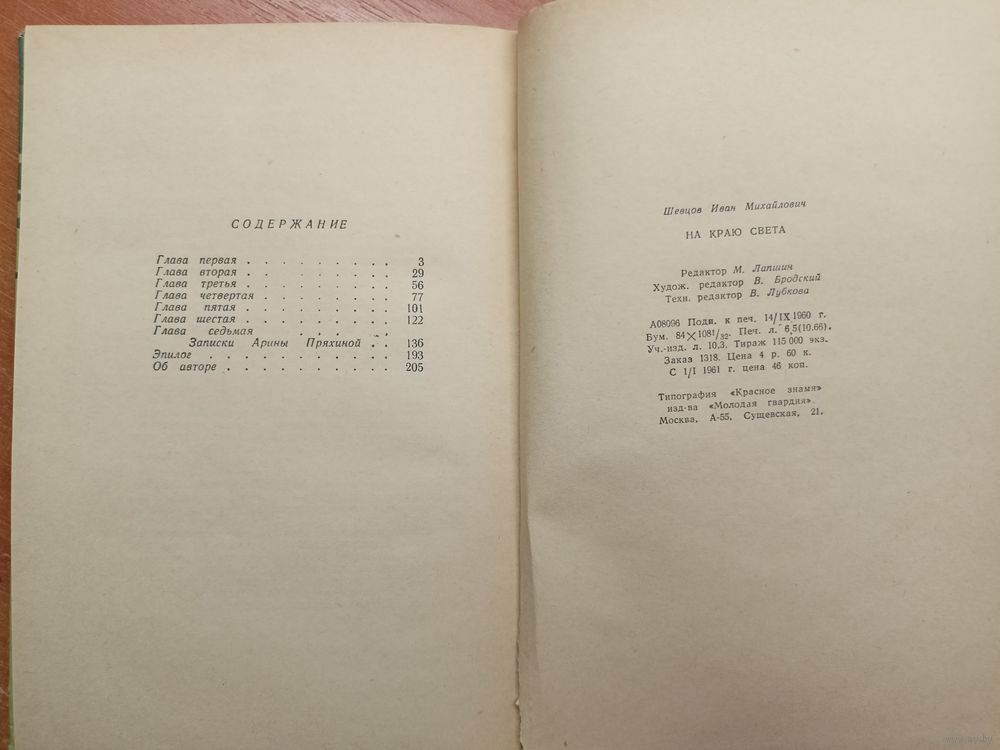 СОДЕРЖАНИЕ
Глава первая . . . . . . . . . 3
Глава вторая . . . . . . . . 29
Глава третья . . . . . . . . . 56
Глава четвертая . . . . . . . . 77
Глава пятая . . . . . . . . . 101
Глава шестая . . . . . . . . . 122
Глава седьмая . . . .
Записки Арины Пряхиной . . 136
Эпилог . . . . . . . . . . 193
Об авторе . . . . . . . . . . 205
Шевцов Иван Михайлович
НА КРАЮ СВЕТА
Редактор М. Лапшин
Худож. редактор В. Бродский
Техн. редактор В. Лубкова
А08096 Подп. к печ. 14/IX 1960 г.
Бум. 84×108 1/32. Печ. л. 6,5(10.66).
Уч.-изд. л. 10,3. Тираж 115 000 экз.
Заказ 1318. Цена 4 р. 60 к.
С 1/I 1961 г. цена 46 коп.
Типография «Красное знамя»
изд-ва «Молодая гвардия».
Москва, А-55, Сущевская, 21.